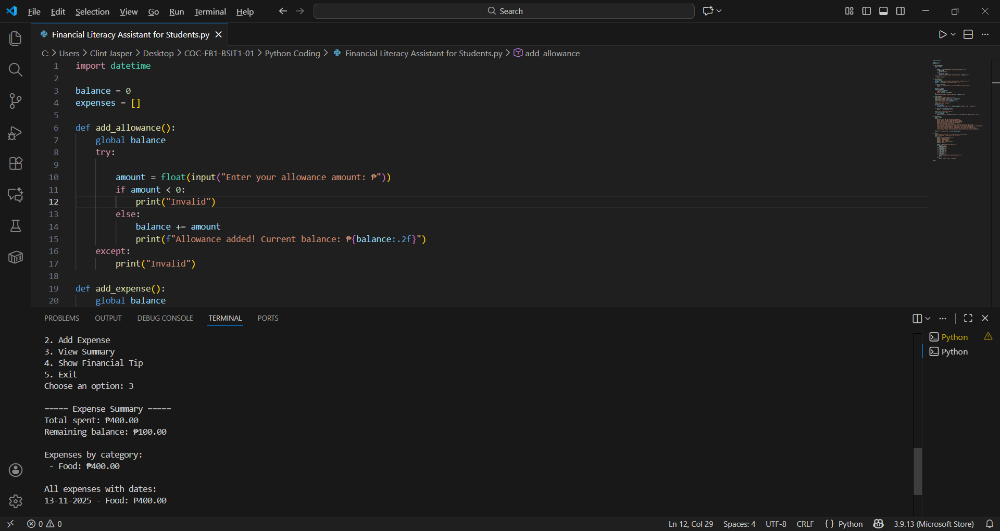 File Edit Selection View Go Run Terminal Help Search
Financial Literacy Assistant for Students.py
C: > Users > Clint Jasper > Desktop > COC-FB1-BSIT1-01 > Python Coding > Financial Literacy Assistant for Students.py > add_allowance
1 import datetime
2
3 balance = 0
4 expenses = []
5
6 def add_allowance():
7 global balance
8 try:
9
10 amount = float(input("Enter your allowance amount: ₱"))
11 if amount < 0:
12 print("Invalid")
13 else:
14 balance += amount
15 print(f"Allowance added! Current balance: ₱{balance:.2f}")
16 except:
17 print("Invalid")
18
19 def add_expense():
20 global balance
PROBLEMS OUTPUT DEBUG CONSOLE TERMINAL PORTS
2. Add Expense
3. View Summary
4. Show Financial Tip
5. Exit
Choose an option: 3
===== Expense Summary =====
Total spent: ₱400.00
Remaining balance: ₱100.00
Expenses by category:
- Food: ₱400.00
All expenses with dates:
13-11-2025 - Food: ₱400.00
Python
Python
0 0 Ln 12, Col 29 Spaces: 4 UTF-8 CRLF {} Python 3.9.13 (Microsoft Store)